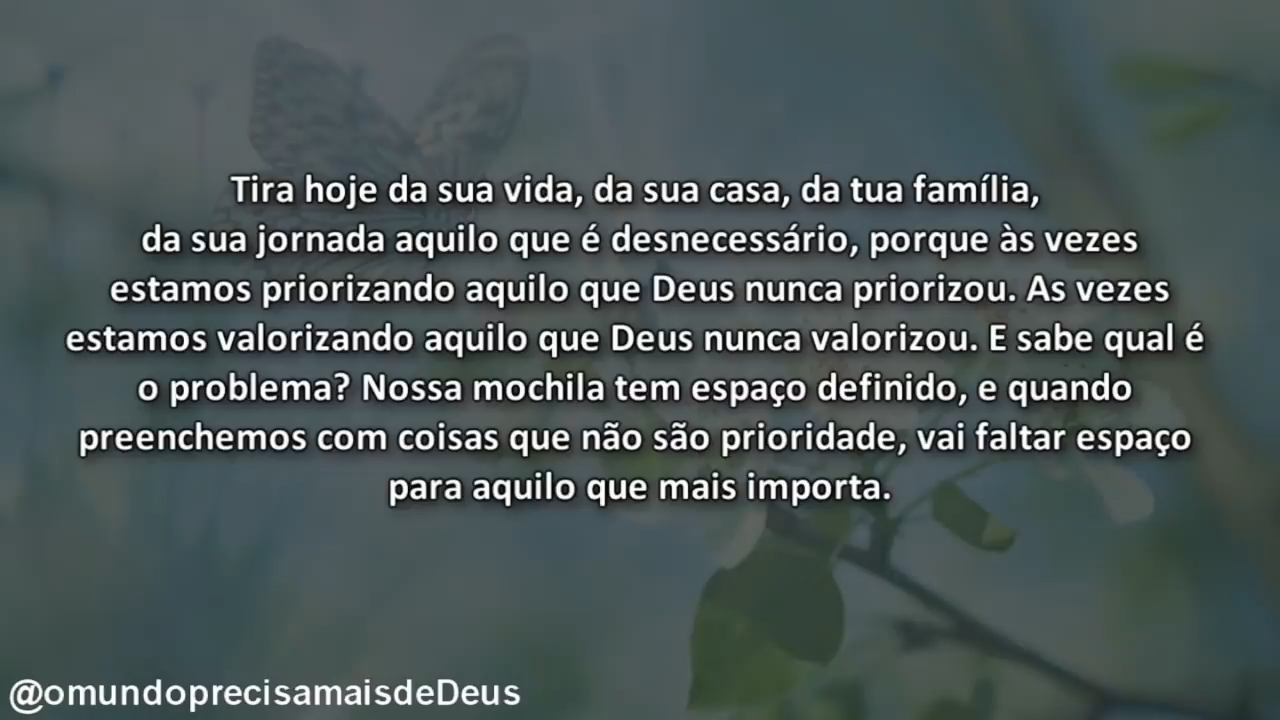 Tira hoje da sua vida, da sua casa, da tua família,
da sua jornada aquilo que é desnecessário, porque às vezes
estamos priorizando aquilo que Deus nunca priorizou. As vezes
estamos valorizando aquilo que Deus nunca valorizou. E sabe qual é
o problema? Nossa mochila tem espaço definido, e quando
preenchemos com coisas que não são prioridade, vai faltar espaço
para aquilo que mais importa.
@omundoprecisamaisdeDeus